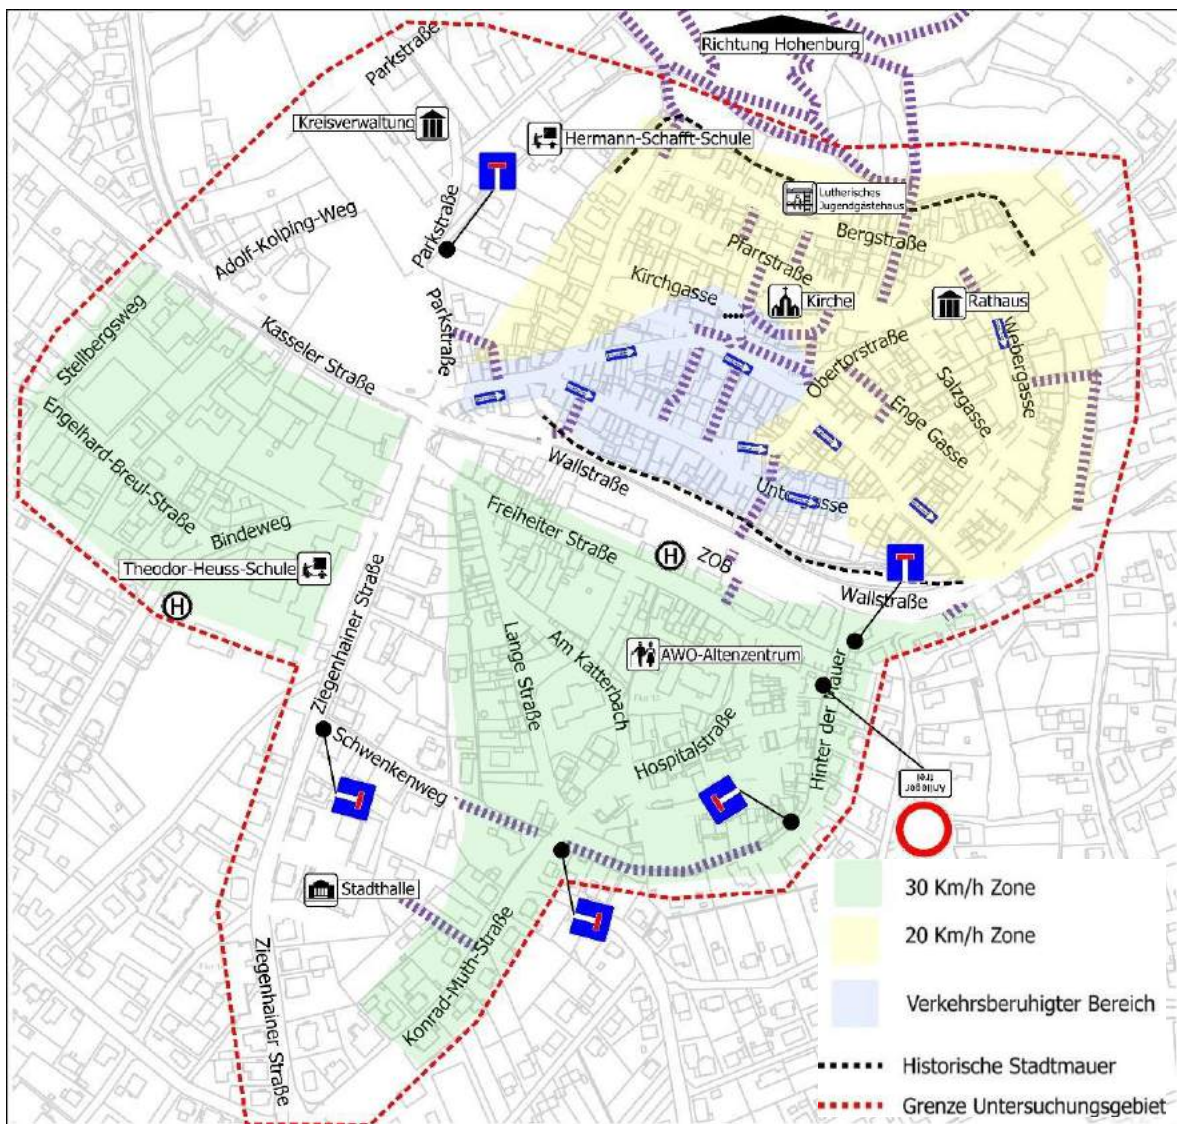 Richtung Hohenburg
Parkstraße
Kreisverwaltung
Hermann-Schafft-Schule
Lutherisches
Jugendgästehaus
Parkstraße
Adolf-Kolping-Weg
Bergstraße
Pfarrstraße
Kirchgasse
Kirche
Rathaus
Stellbergsweg
Kasseler Straße
Parkstraße
Obertorstraße
Webergasse
Salzgasse
Enge Gasse
Engelhard-Breul-Straße
Bindeweg
Wallstraße
Untergasse
Freiheiter Straße
H
ZOB
Theodor-Heuss-Schule
H
Wallstraße
Ziegenhainer Straße
Lange Straße
Am Katterbach
AWO-Altenzentrum
Hinter der Mauer
Hospitalstraße
Schwenkenweg
Anlieger
frei
Stadthalle
Konrad-Muth-Straße
Ziegenhainer Straße
30 Km/h Zone
20 Km/h Zone
Verkehrsberuhigter Bereich
Historische Stadtmauer
Grenze Untersuchungsgebiet